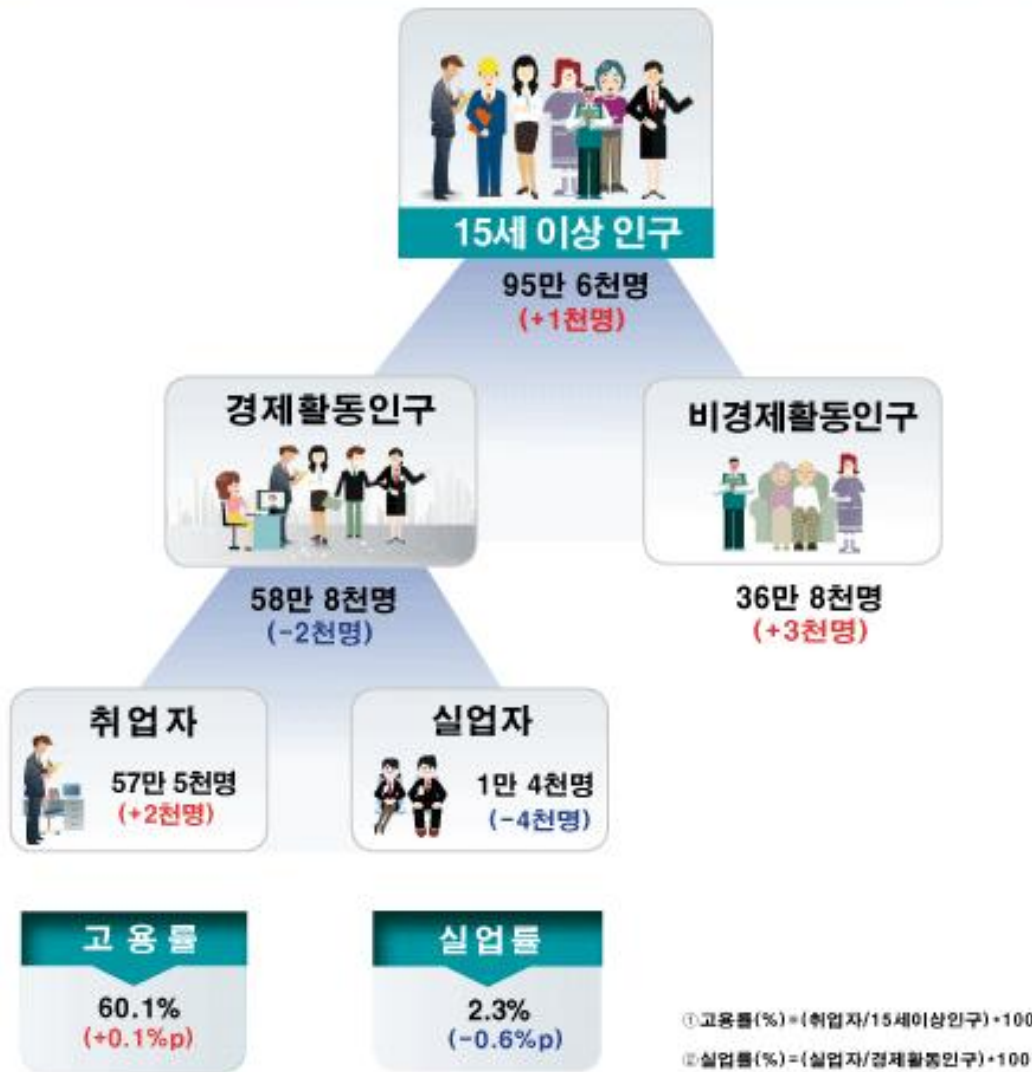 15세 이상 인구
95만 6천명
(+1천명)
경제활동인구
58만 8천명
(-2천명)
비경제활동인구
36만 8천명
(+3천명)
취업자
57만 5천명
(+2천명)
실업자
1만 4천명
(-4천명)
고용률
60.1%
(+0.1%p)
실업률
2.3%
(-0.6%p)
①고용률(%)=(취업자/15세이상인구)*100
②실업률(%)=(실업자/경제활동인구)*100